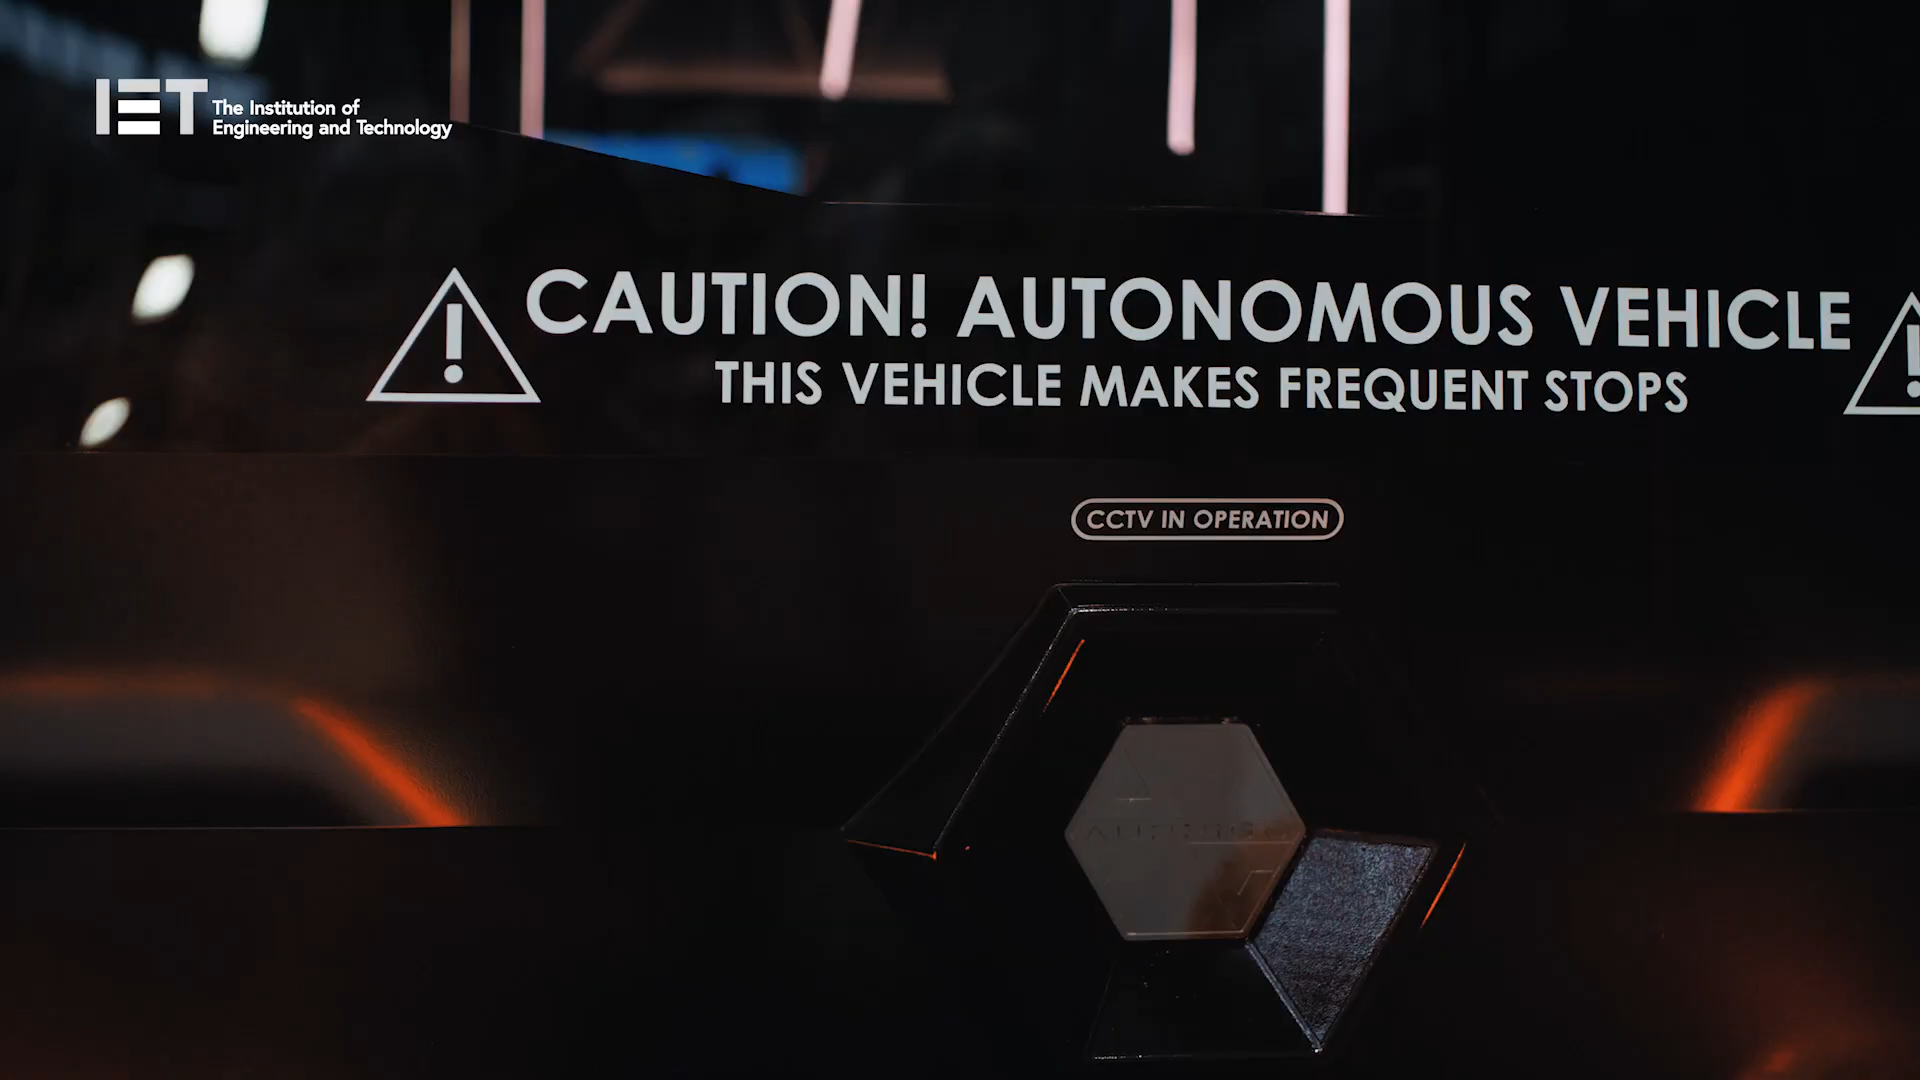 IET The Institution of
Engineering and Technology
CAUTION! AUTONOMOUS VEHICLE
THIS VEHICLE MAKES FREQUENT STOPS
CCTV IN OPERATION